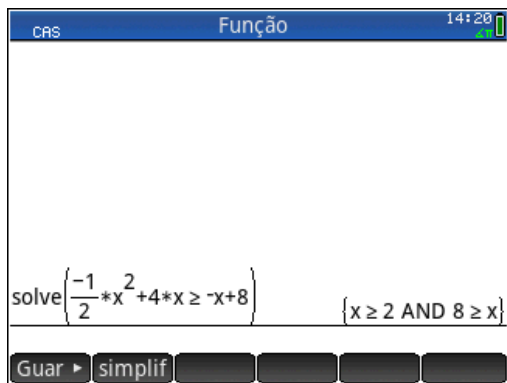 CAS Função 14:20
∡π
solve(-1/2*x^2+4*x ≥ -x+8) {x ≥ 2 AND 8 ≥ x}
Guar ▸ simplif